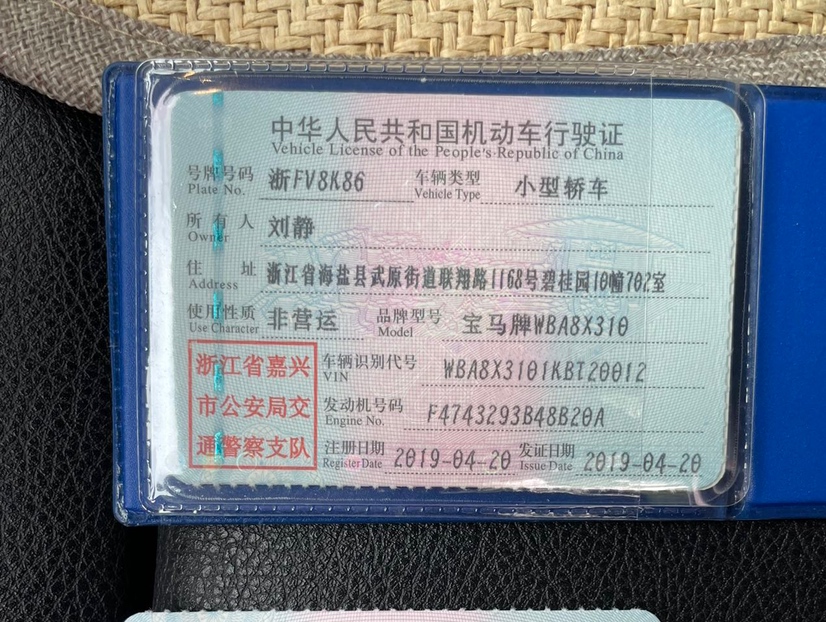 中华人民共和国机动车行驶证
Vehicle License of the People's Republic of China
号牌号码 浙FV8K86 车辆类型 小型轿车
Plate No. Vehicle Type
所有人 刘静
Owner
住址 浙江省海盐县武原街道联翔路1168号碧桂园10幢702室
Address
使用性质 非营运 品牌型号 宝马牌WBA8X310
Use Character Model
浙江省嘉兴
市公安局交
通警察支队
车辆识别代号 WBA8X3101KBT20012
VIN
发动机号码 F4743293B48B20A
Engine No.
注册日期 2019-04-20 发证日期 2019-04-20
Register Date Issue Date